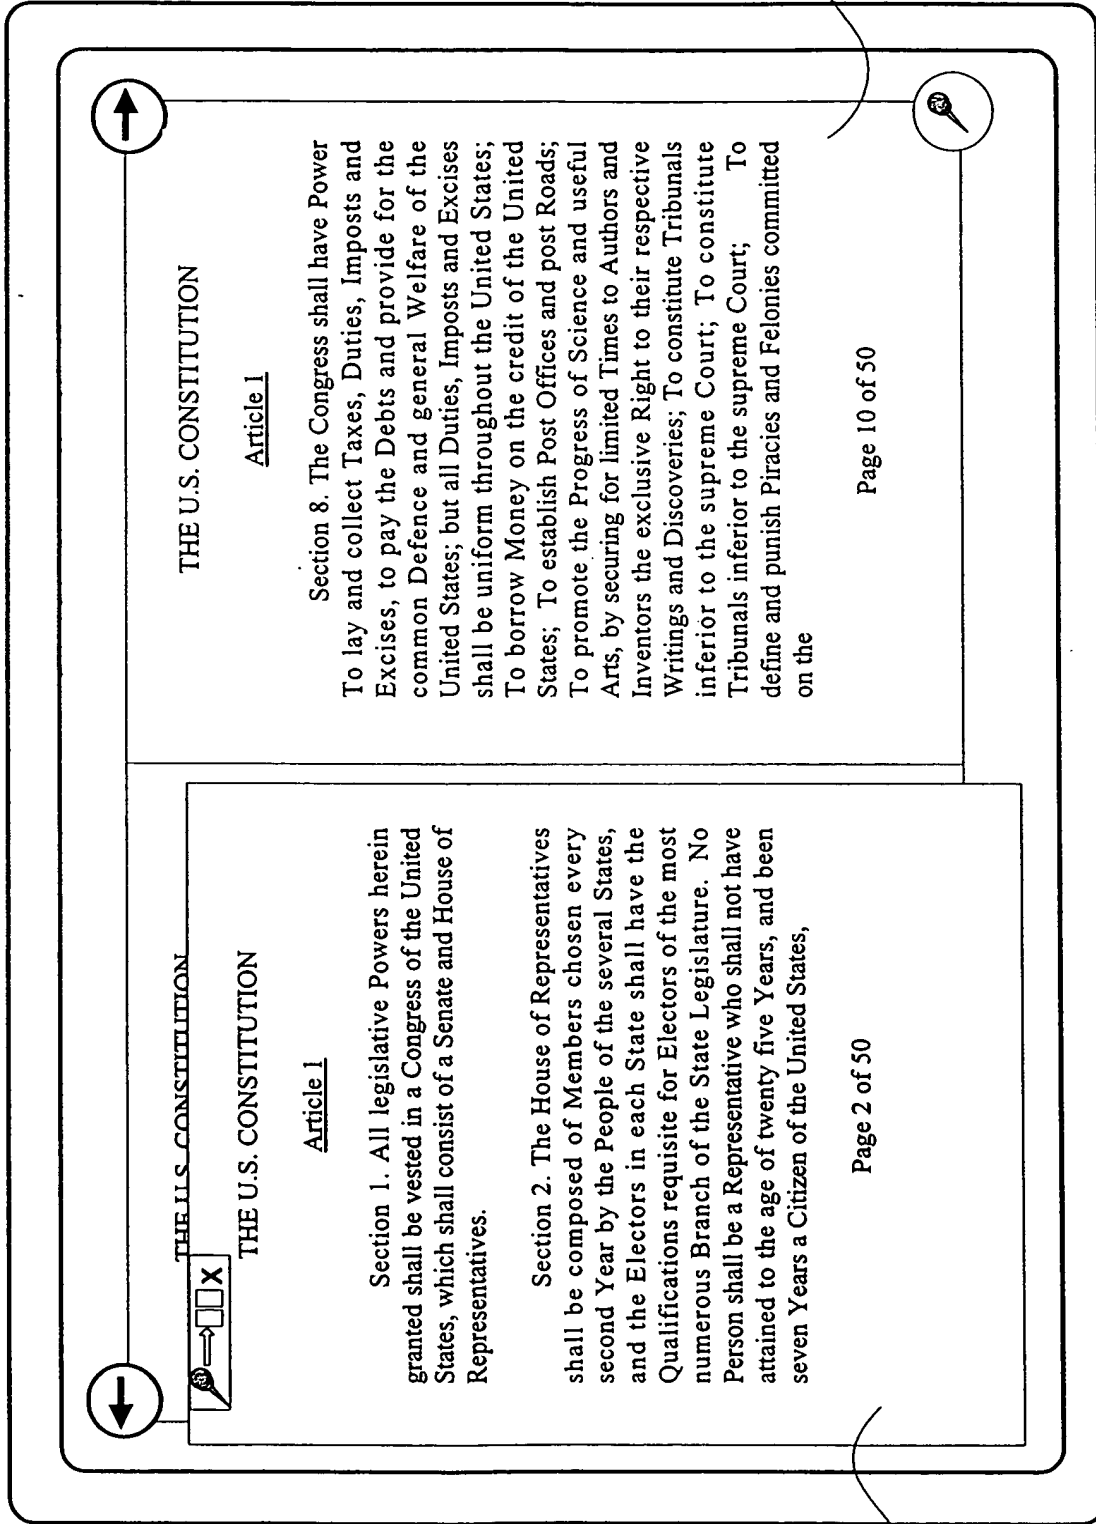 THE U.S. CONSTITUTION
X
THE U.S. CONSTITUTION
Article 1
Section 1. All legislative Powers herein
granted shall be vested in a Congress of the United
States, which shall consist of a Senate and House of
Representatives.
Section 2. The House of Representatives
shall be composed of Members chosen every
second Year by the People of the several States,
and the Electors in each State shall have the
Qualifications requisite for Electors of the most
numerous Branch of the State Legislature. No
Person shall be a Representative who shall not have
attained to the age of twenty five Years, and been
seven Years a Citizen of the United States,
Page 2 of 50
THE U.S. CONSTITUTION
Article 1
Section 8. The Congress shall have Power
To lay and collect Taxes, Duties, Imposts and
Excises, to pay the Debts and provide for the
common Defence and general Welfare of the
United States; but all Duties, Imposts and Excises
shall be uniform throughout the United States;
To borrow Money on the credit of the United
States; To establish Post Offices and post Roads;
To promote the Progress of Science and useful
Arts, by securing for limited Times to Authors and
Inventors the exclusive Right to their respective
Writings and Discoveries; To constitute Tribunals
inferior to the supreme Court; To constitute
Tribunals inferior to the supreme Court; To
define and punish Piracies and Felonies committed
on the
Page 10 of 50